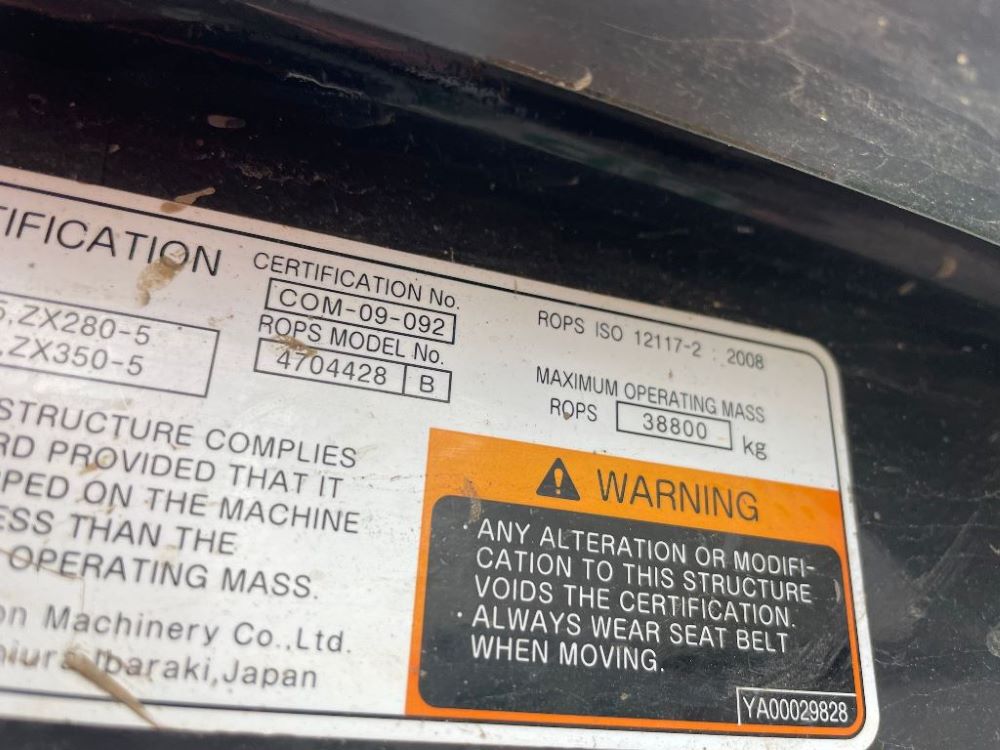 TIFICATION
CERTIFICATION No.
COM-09-092
ROPS MODEL No.
4704428 B
5,ZX280-5
,ZX350-5
ROPS ISO 12117-2 : 2008
MAXIMUM OPERATING MASS
ROPS 38800 kg
STRUCTURE COMPLIES
RD PROVIDED THAT IT
PPED ON THE MACHINE
ESS THAN THE
OPERATING MASS.
on Machinery Co.,Ltd.
Ibaraki,Japan
WARNING
· ANY ALTERATION OR MODIFI-
CATION TO THIS STRUCTURE
VOIDS THE CERTIFICATION.
· ALWAYS WEAR SEAT BELT
WHEN MOVING.
YA00029828